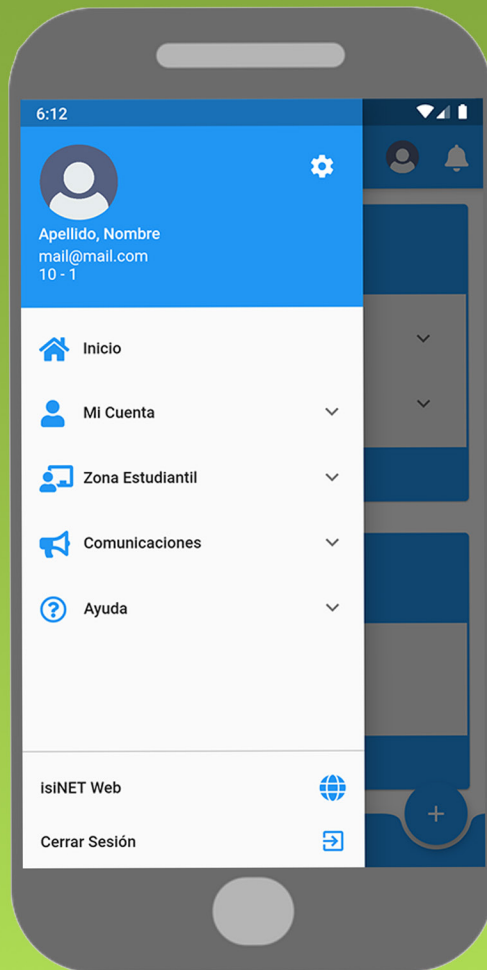 6:12
Apellido, Nombre
mail@mail.com
10 - 1
Inicio
Mi Cuenta
Zona Estudiantil
Comunicaciones
Ayuda
isiNET Web
Cerrar Sesión